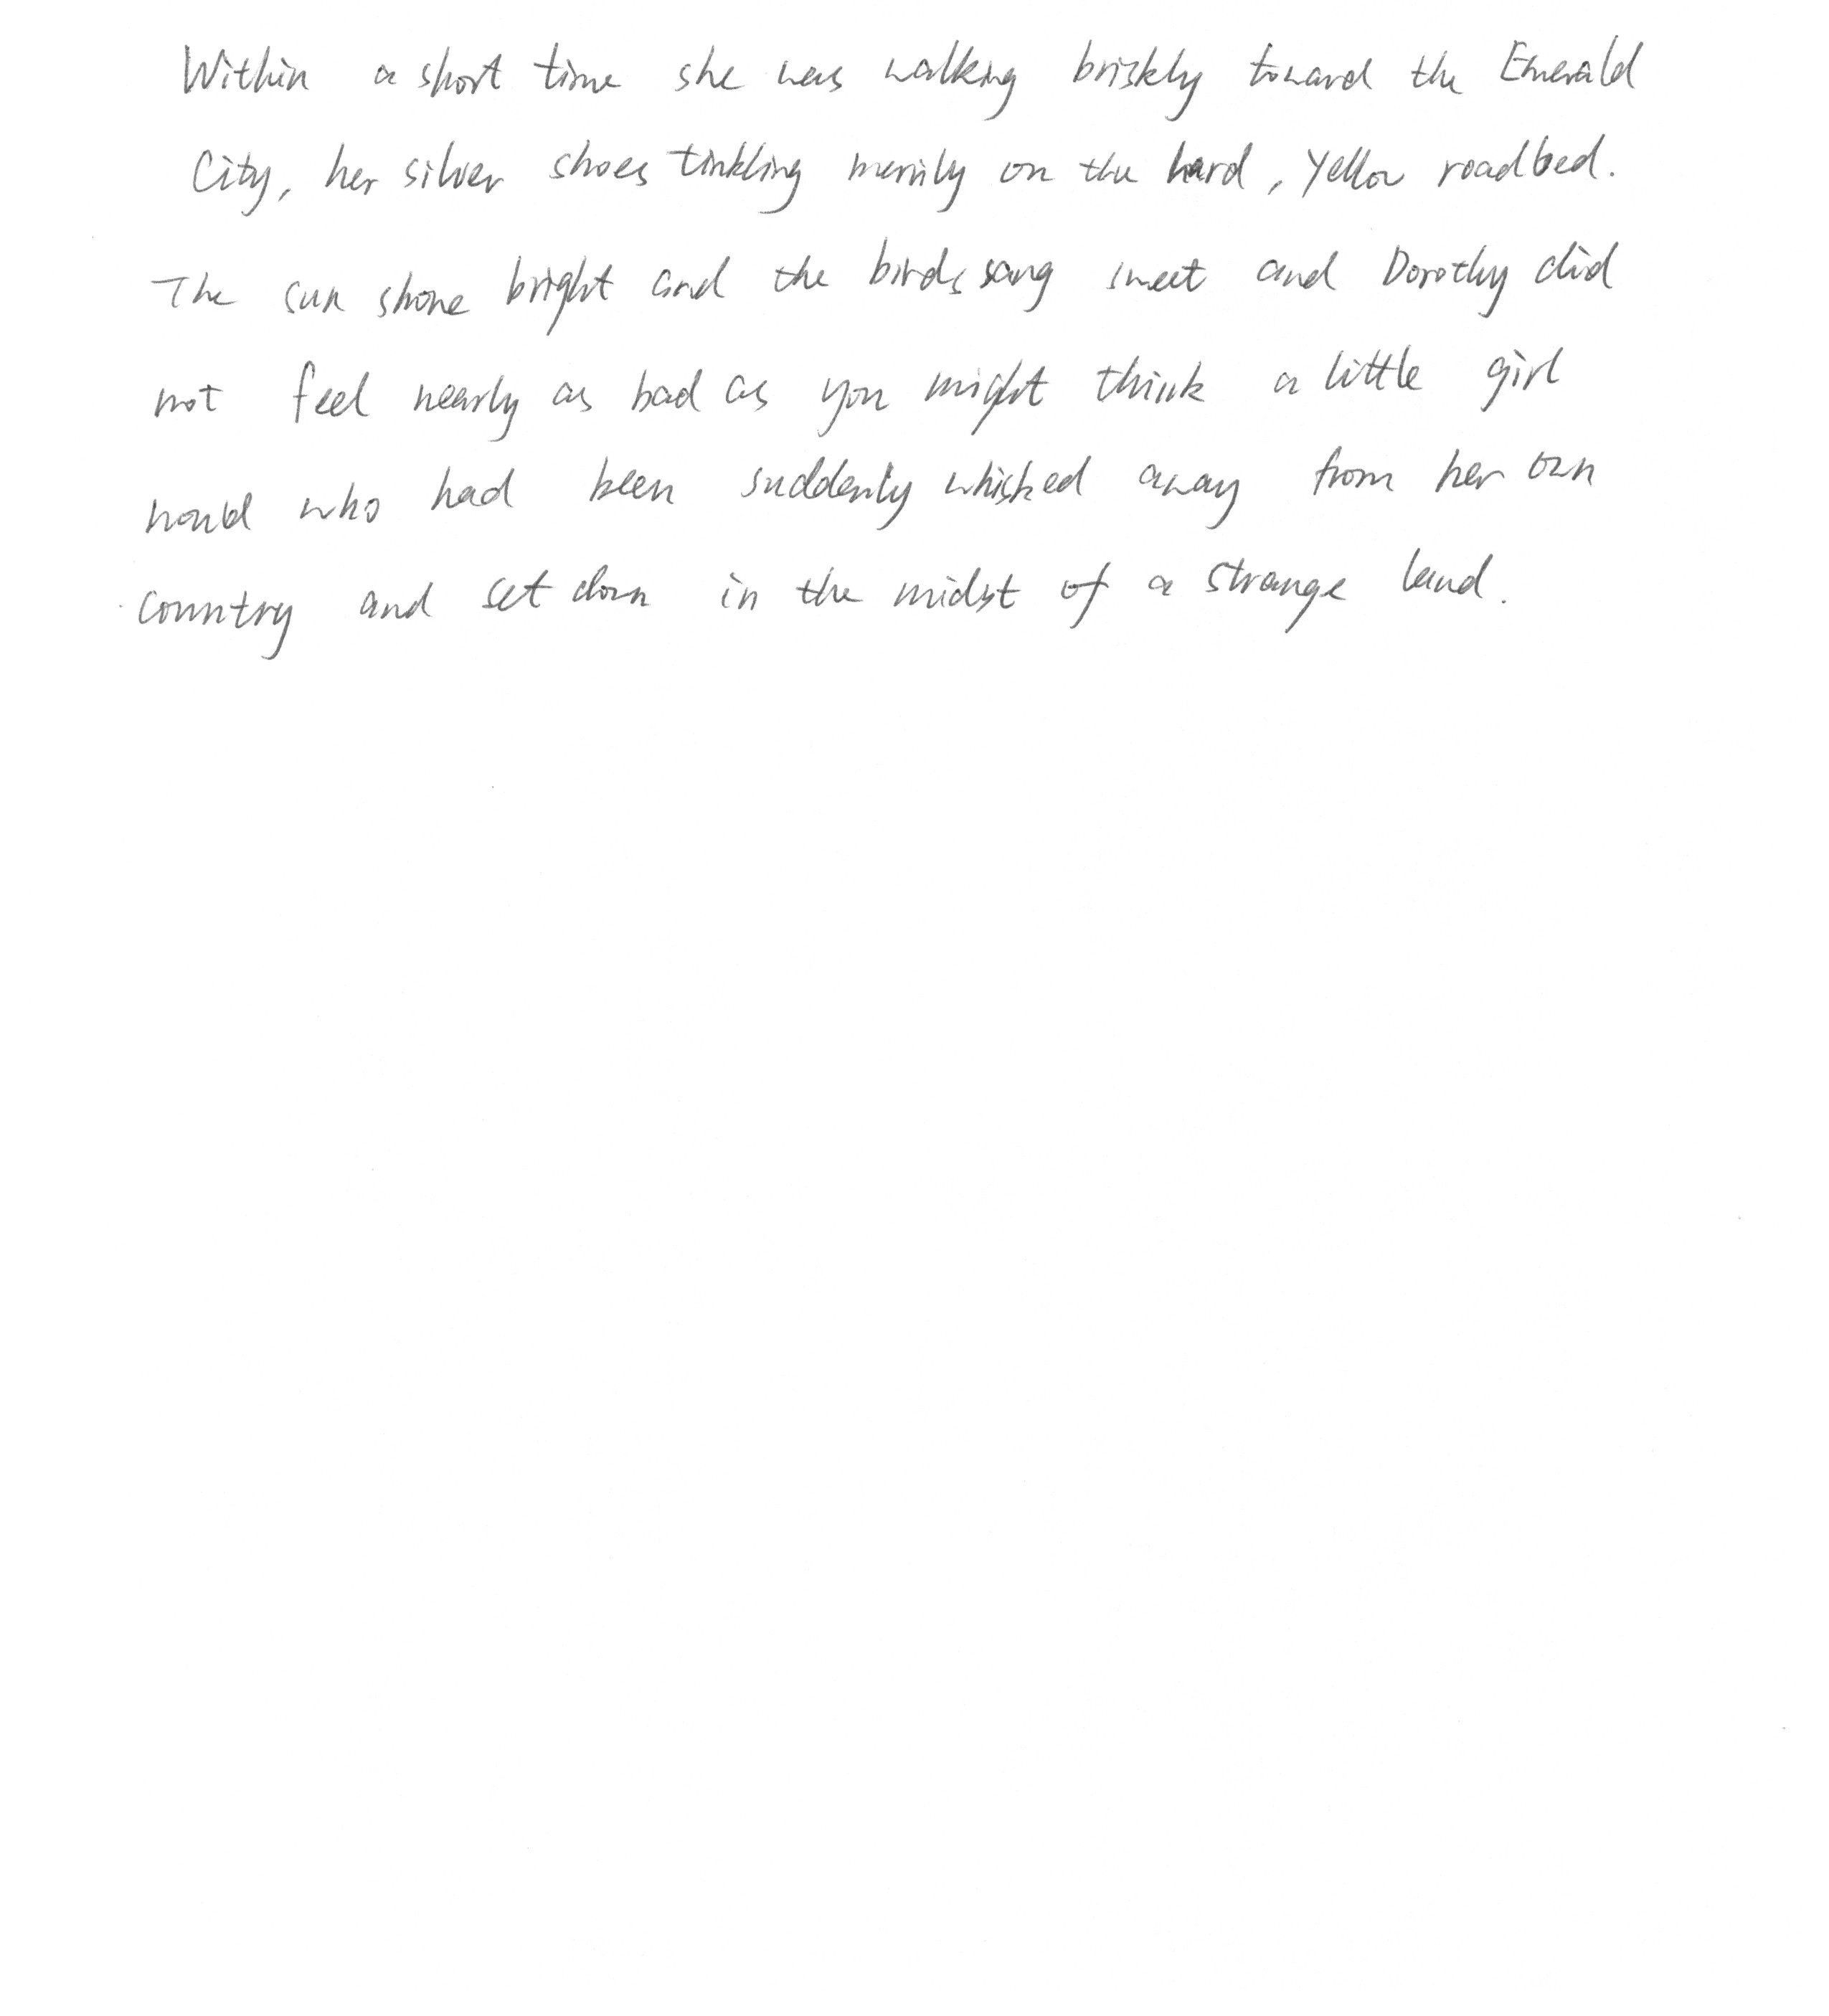 Within a short time she was walking briskly toward the Emerald
City, her silver shoes tinkling merrily on the hard, yellow roadbed.
The sun shone bright and the birds sang sweet and Dorothy did
not feel nearly as bad as you might think a little girl
would who had been suddenly whisked away from her own
country and set down in the midst of a strange land.